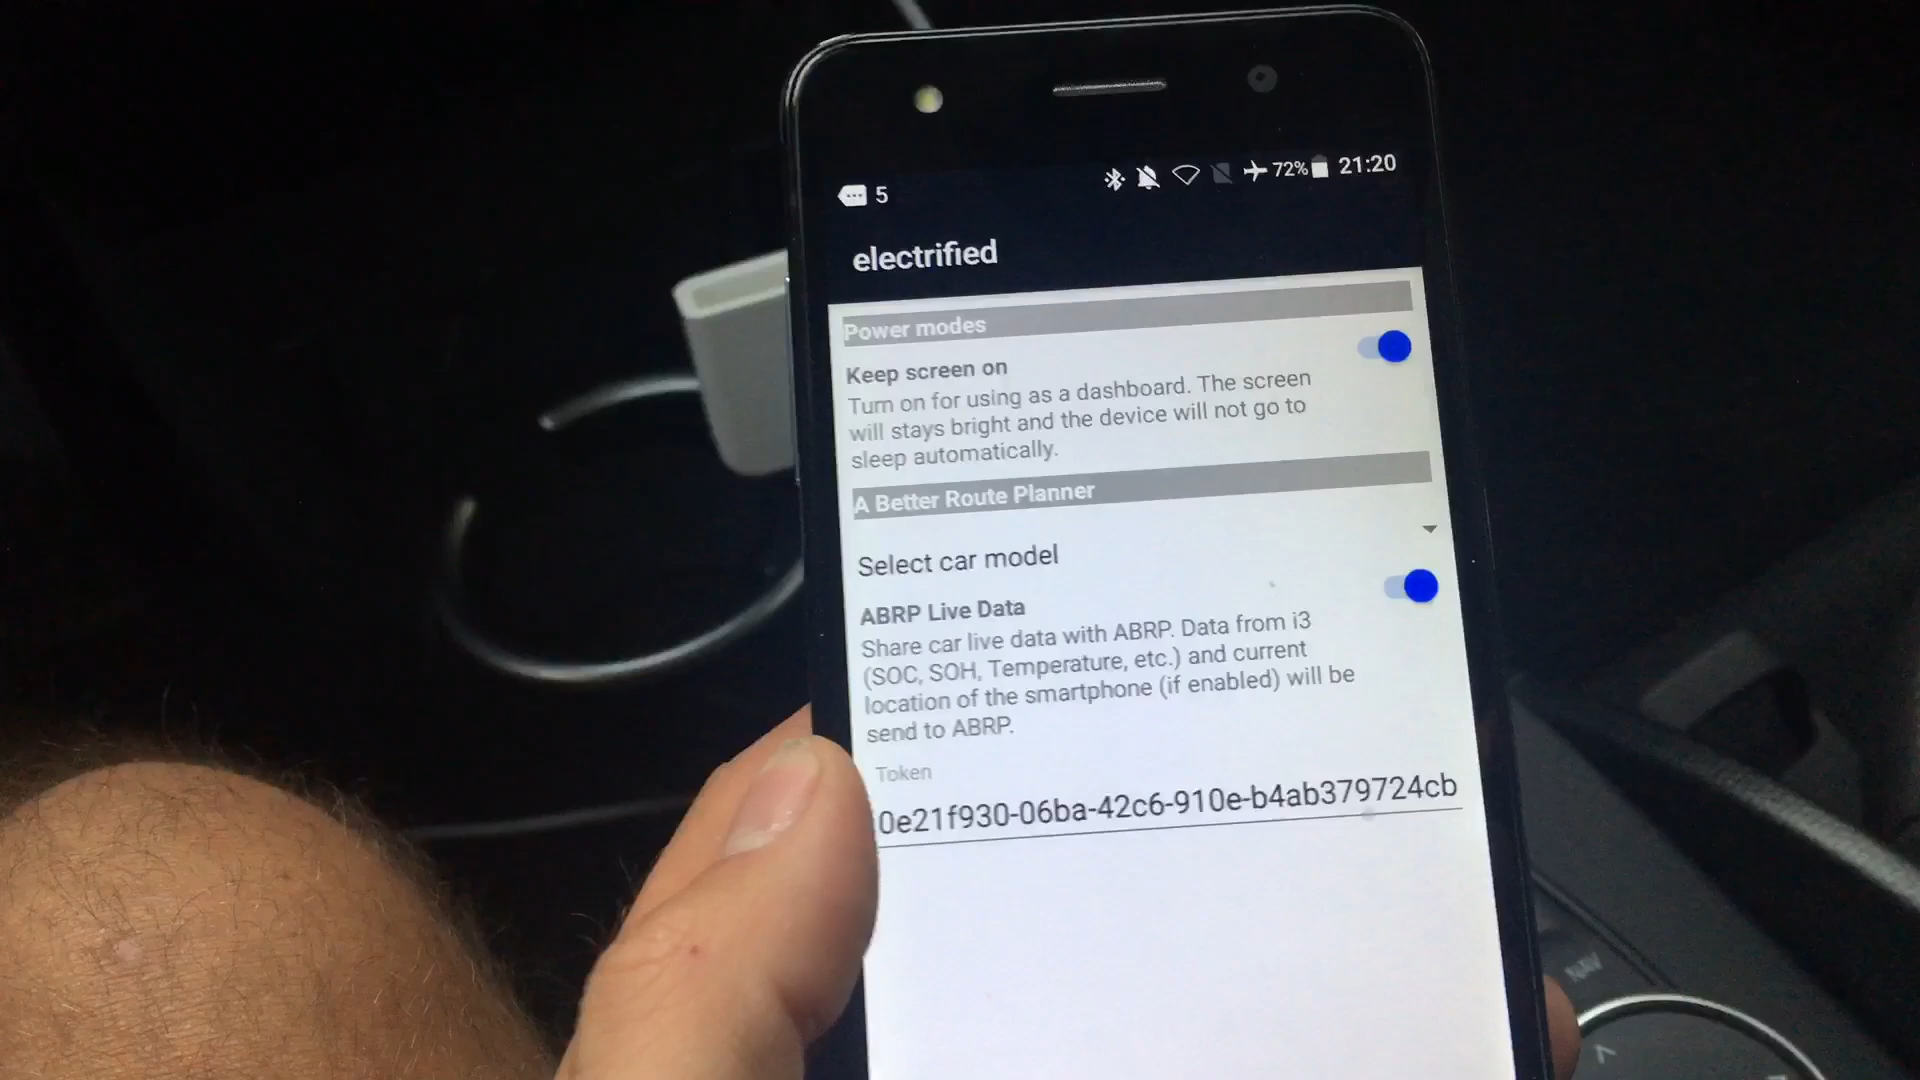 5
72% 21:20
electrified
Power modes
Keep screen on
Turn on for using as a dashboard. The screen
will stays bright and the device will not go to
sleep automatically.
A Better Route Planner
Select car model
ABRP Live Data
Share car live data with ABRP. Data from i3
(SOC, SOH, Temperature, etc.) and current
location of the smartphone (if enabled) will be
send to ABRP.
Token
0e21f930-06ba-42c6-910e-b4ab379724cb
NAV